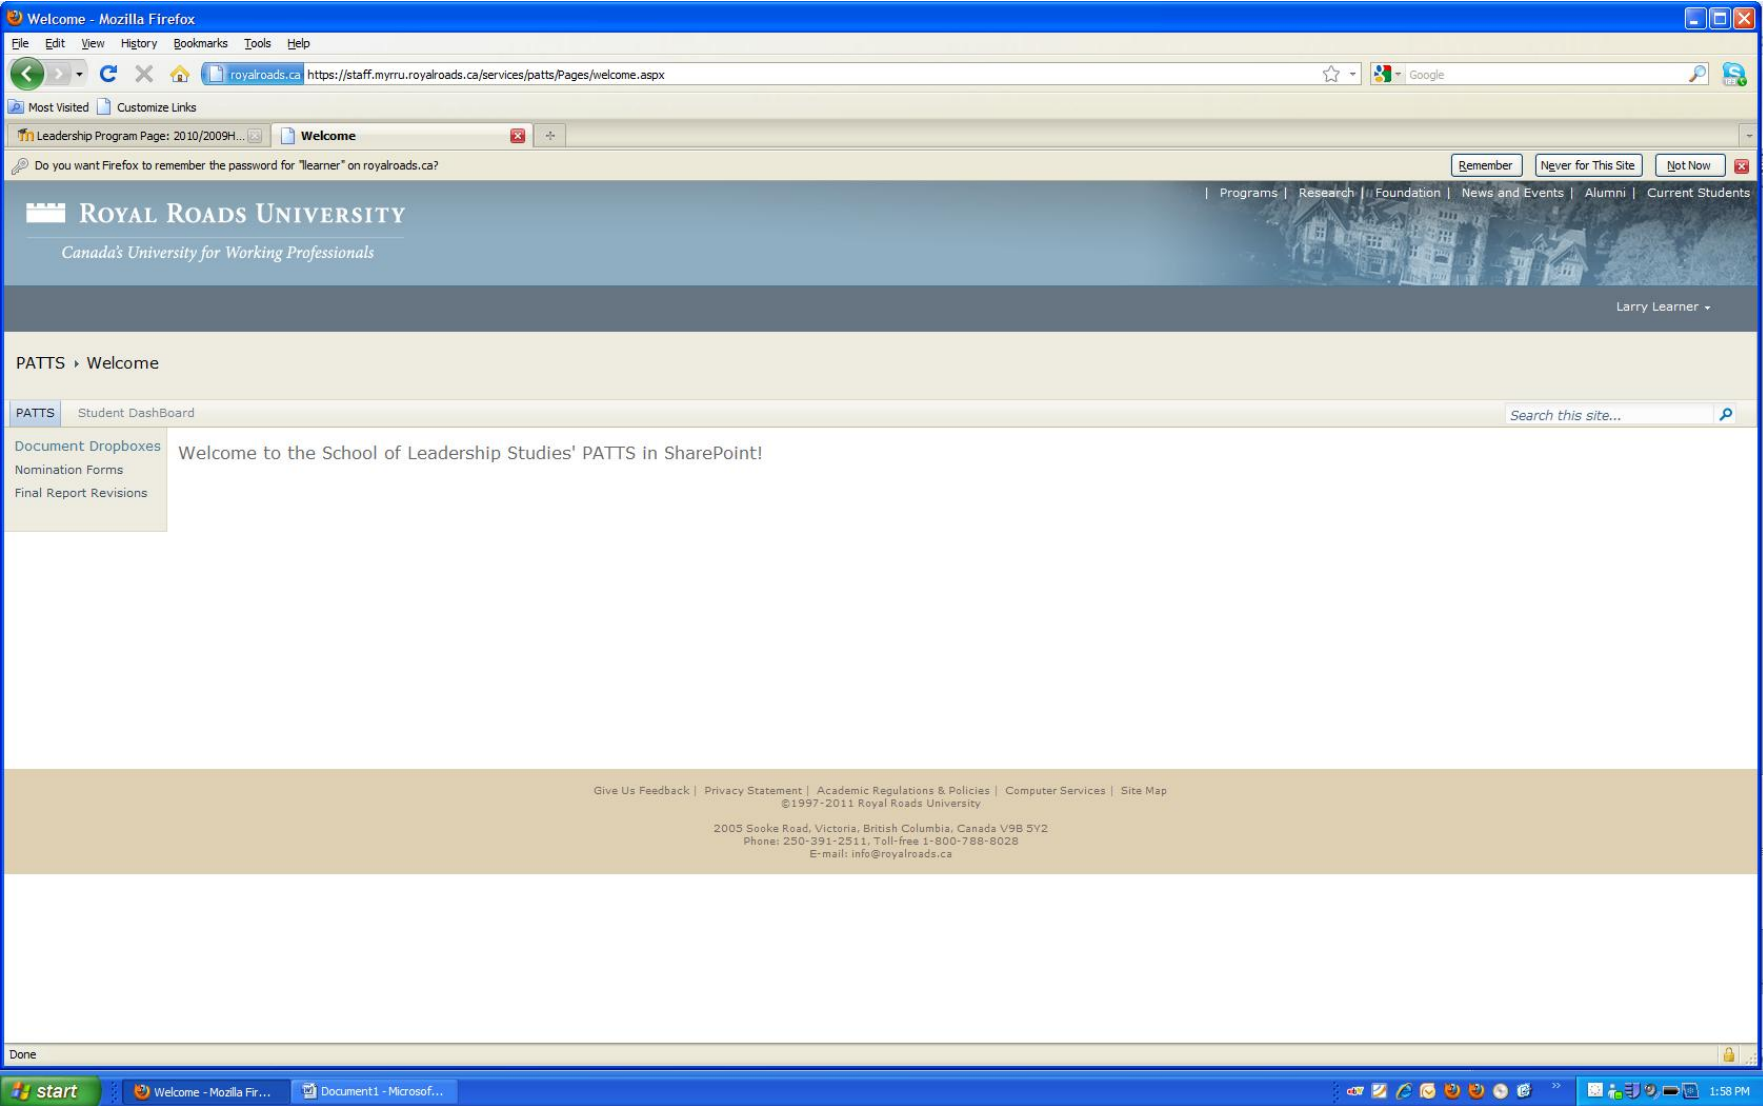 Welcome - Mozilla Firefox
File Edit View History Bookmarks Tools Help
royalroads.ca https://staff.myrru.royalroads.ca/services/patts/Pages/welcome.aspx
Google
Most Visited Customize Links
Leadership Program Page: 2010/2009H... Welcome
Do you want Firefox to remember the password for "llearner" on royalroads.ca? Remember Never for This Site Not Now
| Programs | Research | Foundation | News and Events | Alumni | Current Students
ROYAL ROADS UNIVERSITY
Canada's University for Working Professionals
Larry Learner
PATTS Welcome
PATTS Student DashBoard
Search this site...
Document Dropboxes
Nomination Forms
Final Report Revisions
Welcome to the School of Leadership Studies' PATTS in SharePoint!
Give Us Feedback | Privacy Statement | Academic Regulations & Policies | Computer Services | Site Map
©1997-2011 Royal Roads University
2005 Sooke Road, Victoria, British Columbia, Canada V9B 5Y2
Phone: 250-391-2511, Toll-free 1-800-788-8028
E-mail: info@royalroads.ca
Done
start Welcome - Mozilla Fir... Document1 - Microsof... 1:58 PM